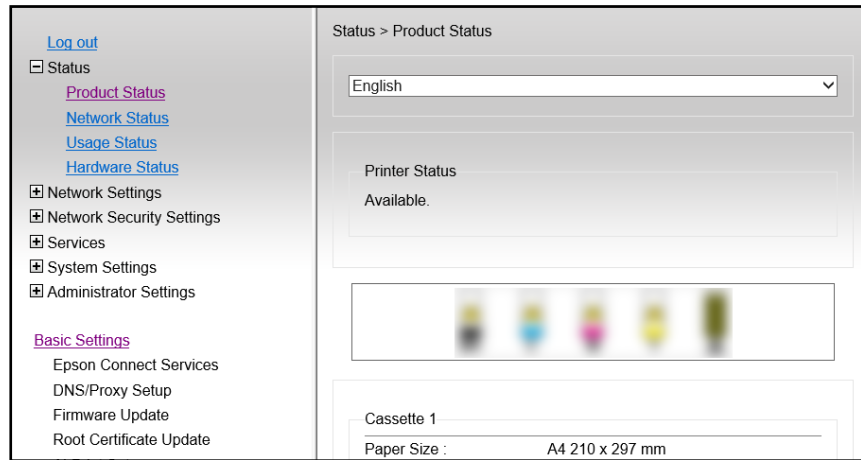 Log out
Status
Product Status
Network Status
Usage Status
Hardware Status
Network Settings
Network Security Settings
Services
System Settings
Administrator Settings
Basic Settings
Epson Connect Services
DNS/Proxy Setup
Firmware Update
Root Certificate Update
Status > Product Status
English
Printer Status
Available.
Cassette 1
Paper Size : A4 210 x 297 mm